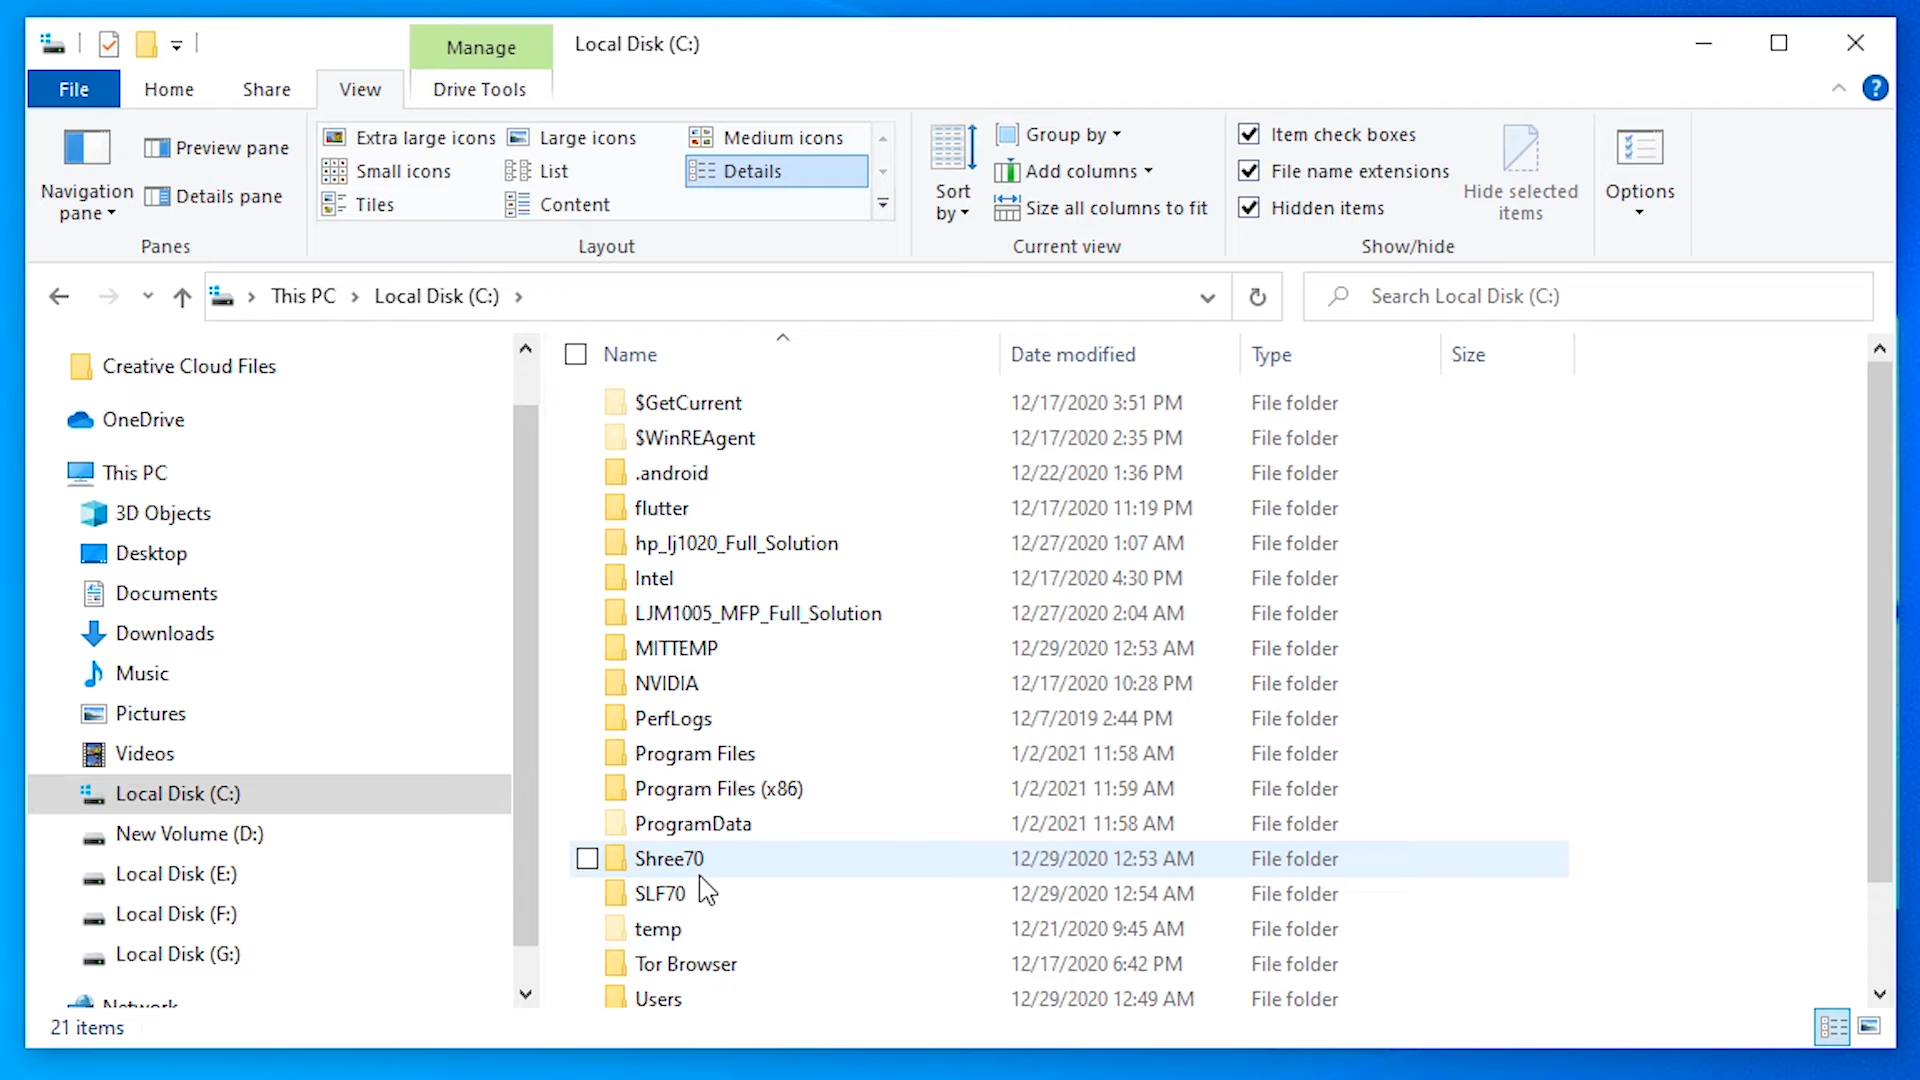 Manage
Local Disk (C:)
File
Home
Share
View
Drive Tools
?
Navigation pane
Preview pane
Details pane
Panes
Extra large icons
Large icons
Medium icons
Small icons
List
Details
Tiles
Content
Layout
Sort by
Group by
Add columns
Size all columns to fit
Current view
Item check boxes
File name extensions
Hidden items
Hide selected items
Show/hide
Options
This PC > Local Disk (C:) >
Search Local Disk (C:)
Creative Cloud Files
OneDrive
This PC
3D Objects
Desktop
Documents
Downloads
Music
Pictures
Videos
Local Disk (C:)
New Volume (D:)
Local Disk (E:)
Local Disk (F:)
Local Disk (G:)
Network
Name Date modified Type Size
$GetCurrent 12/17/2020 3:51 PM File folder
$WinREAgent 12/17/2020 2:35 PM File folder
.android 12/22/2020 1:36 PM File folder
flutter 12/17/2020 11:19 PM File folder
hp_lj1020_Full_Solution 12/27/2020 1:07 AM File folder
Intel 12/17/2020 4:30 PM File folder
LJM1005_MFP_Full_Solution 12/27/2020 2:04 AM File folder
MITTEMP 12/29/2020 12:53 AM File folder
NVIDIA 12/17/2020 10:28 PM File folder
PerfLogs 12/7/2019 2:44 PM File folder
Program Files 1/2/2021 11:58 AM File folder
Program Files (x86) 1/2/2021 11:59 AM File folder
ProgramData 1/2/2021 11:58 AM File folder
Shree70 12/29/2020 12:53 AM File folder
SLF70 12/29/2020 12:54 AM File folder
temp 12/21/2020 9:45 AM File folder
Tor Browser 12/17/2020 6:42 PM File folder
Users 12/29/2020 12:49 AM File folder
21 items